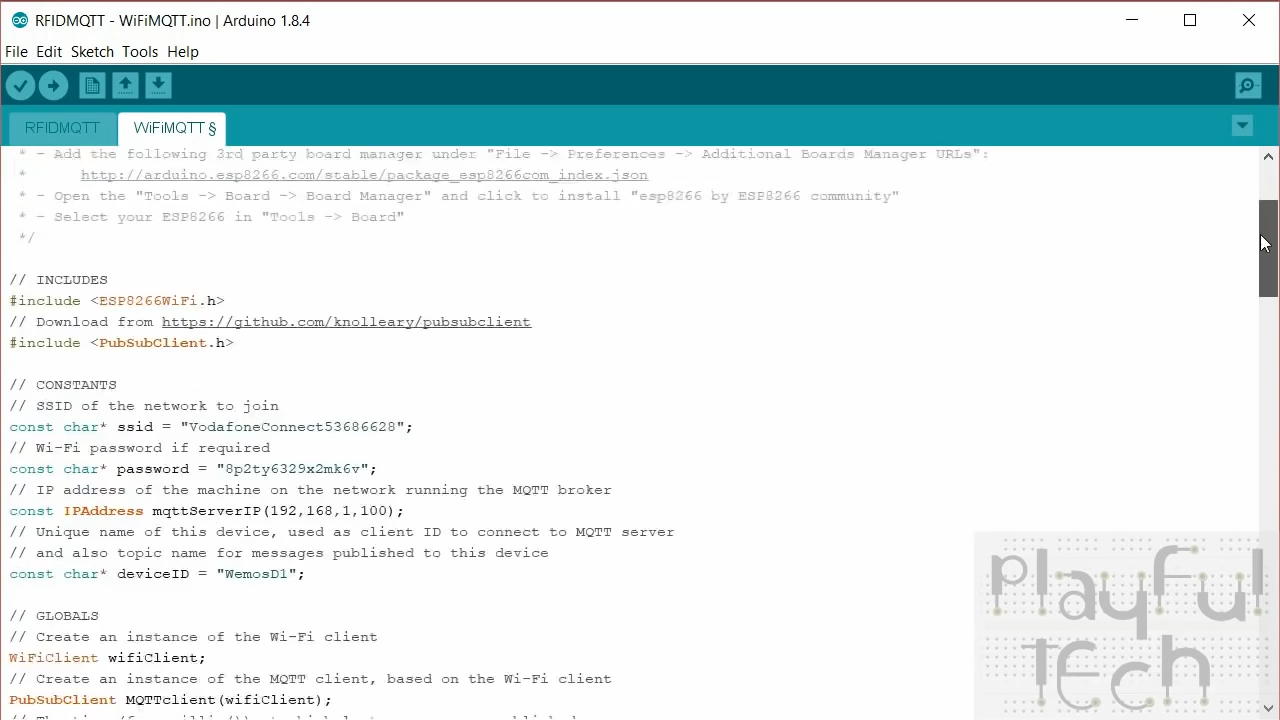 RFIDMQTT - WiFiMQTT.ino | Arduino 1.8.4
File Edit Sketch Tools Help
RFIDMQTT WiFiMQTT §
* - Add the following 3rd party board manager under "File -> Preferences -> Additional Boards Manager URLs":
* http://arduino.esp8266.com/stable/package_esp8266com_index.json
* - Open the "Tools -> Board -> Board Manager" and click to install "esp8266 by ESP8266 community"
* - Select your ESP8266 in "Tools -> Board"
*/
// INCLUDES
#include <ESP8266WiFi.h>
// Download from https://github.com/knolleary/pubsubclient
#include <PubSubClient.h>
// CONSTANTS
// SSID of the network to join
const char* ssid = "VodafoneConnect53686628";
// Wi-Fi password if required
const char* password = "8p2ty6329x2mk6v";
// IP address of the machine on the network running the MQTT broker
const IPAddress mqttServerIP(192,168,1,100);
// Unique name of this device, used as client ID to connect to MQTT server
// and also topic name for messages published to this device
const char* deviceID = "WemosD1";
// GLOBALS
// Create an instance of the Wi-Fi client
WiFiClient wifiClient;
// Create an instance of the MQTT client, based on the Wi-Fi client
PubSubClient MQTTclient(wifiClient);
playful
tech